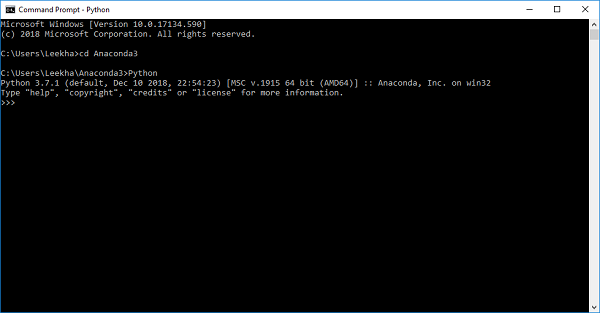 Command Prompt - Python
Microsoft Windows [Version 10.0.17134.590]
(c) 2018 Microsoft Corporation. All rights reserved.
C:\Users\Leekha>cd Anaconda3
C:\Users\Leekha\Anaconda3>Python
Python 3.7.1 (default, Dec 10 2018, 22:54:23) [MSC v.1915 64 bit (AMD64)] :: Anaconda, Inc. on win32
Type "help", "copyright", "credits" or "license" for more information.
>>>